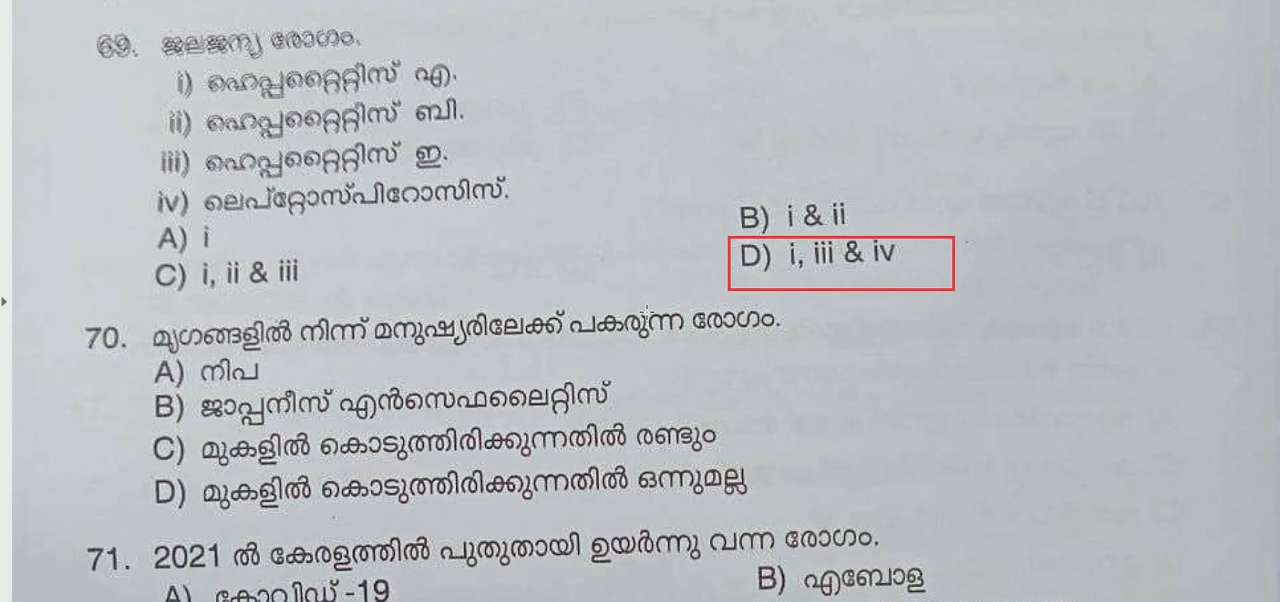 69. ജലജന്യ രോഗം.
i) ഹെപ്പറ്റൈറ്റിസ് എ.
ii) ഹെപ്പറ്റൈറ്റിസ് ബി.
iii) ഹെപ്പറ്റൈറ്റിസ് ഇ.
iv) ലെപ്റ്റോസ്പിറോസിസ്.
A) i B) i & ii
C) i, ii & iii D) i, iii & iv
70. മൃഗങ്ങളിൽ നിന്ന് മനുഷ്യരിലേക്ക് പകരുന്ന രോഗം.
A) നിപ
B) ജാപ്പനീസ് എൻസെഫലൈറ്റിസ്
C) മുകളിൽ കൊടുത്തിരിക്കുന്നതിൽ രണ്ടും
D) മുകളിൽ കൊടുത്തിരിക്കുന്നതിൽ ഒന്നുമല്ല
71. 2021 ൽ കേരളത്തിൽ പുതുതായി ഉയർന്നു വന്ന രോഗം.
A) കോവിഡ് -19 B) എബോള